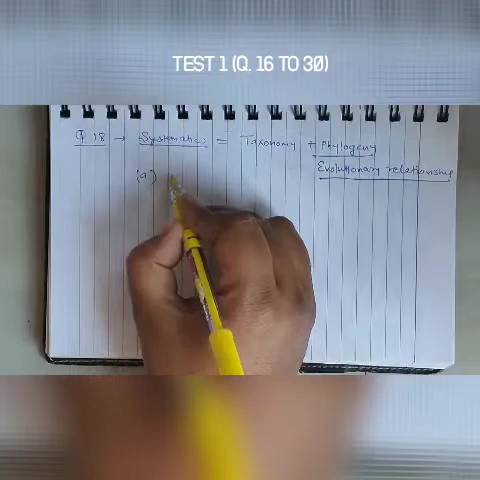 TEST 1 (Q. 16 TO 30)
Q. 18 → Systematics = Taxonomy + Phylogeny
Evolutionary relationship
(a)